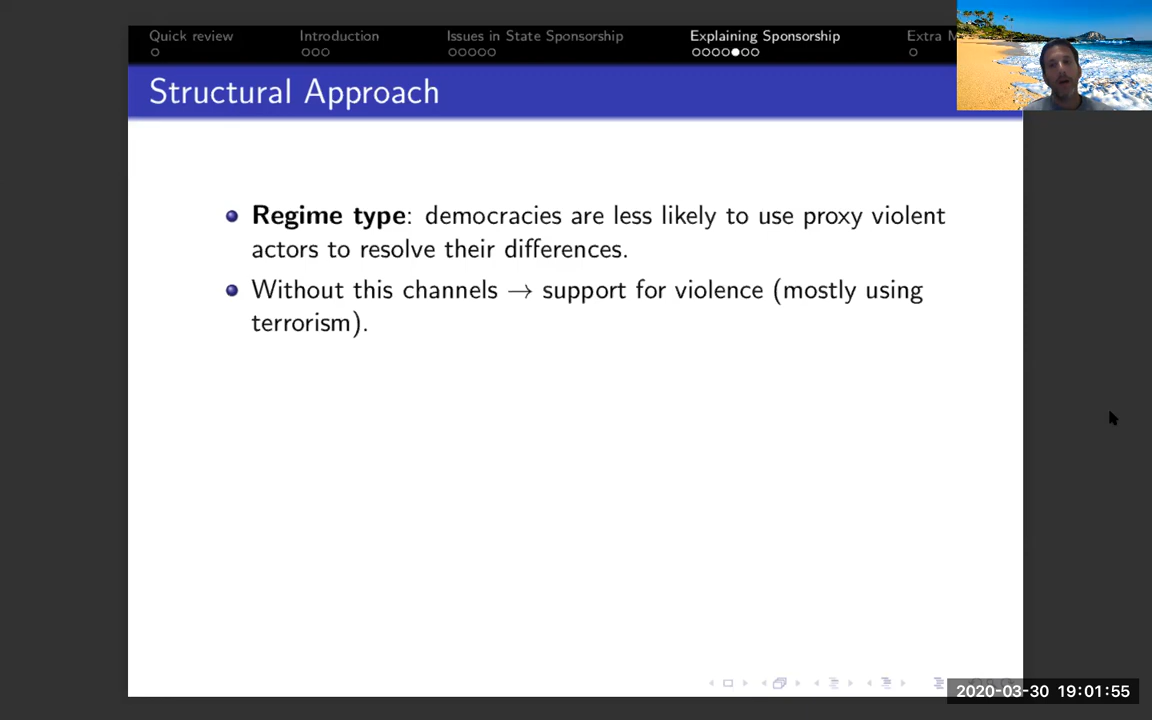 Quick review Introduction Issues in State Sponsorship Explaining Sponsorship Extra
Structural Approach
Regime type: democracies are less likely to use proxy violent
actors to resolve their differences.
Without this channels → support for violence (mostly using
terrorism).
2020-03-30 19:01:55